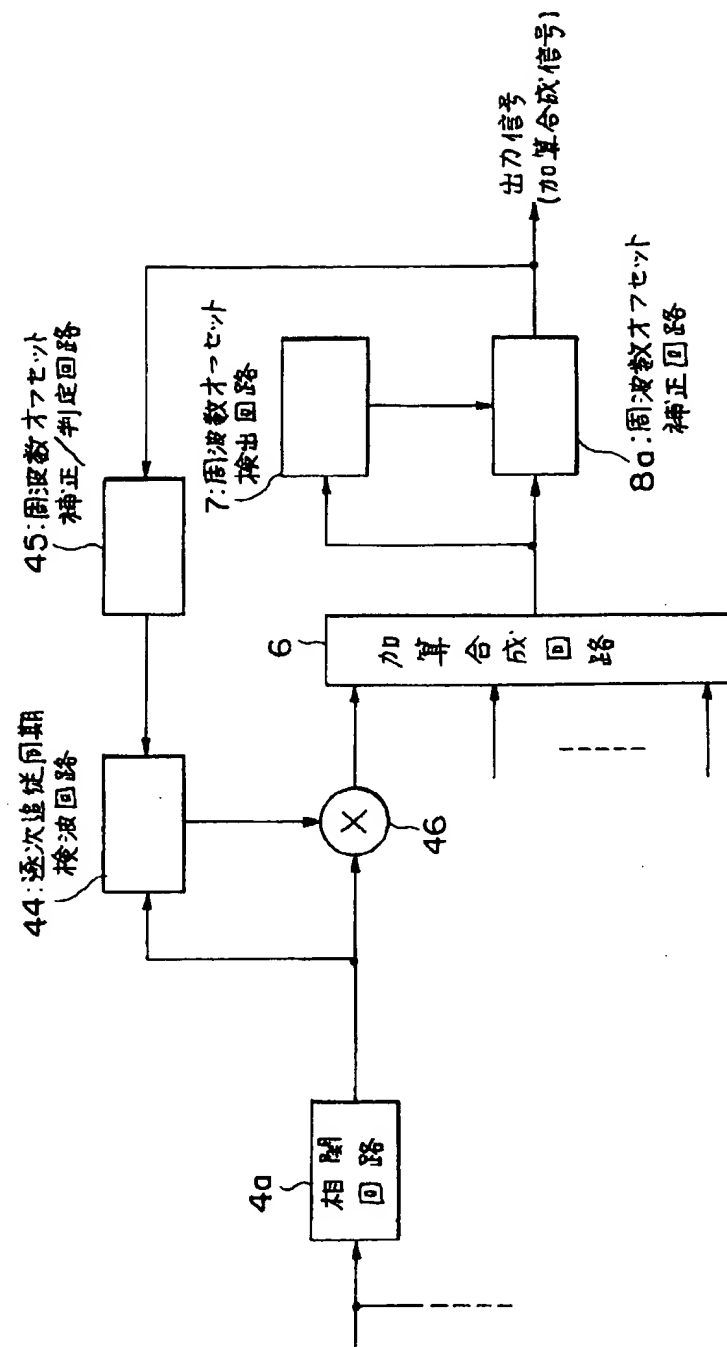 45:周波数オフセット
補正/判定回路
44:逐次追従同期
検波回路
7:周波数オフセット
検出回路
出力信号
(加算合成信号)
4a
相関
回路
46
6
加算合成回路
8a:周波数オフセット
補正回路